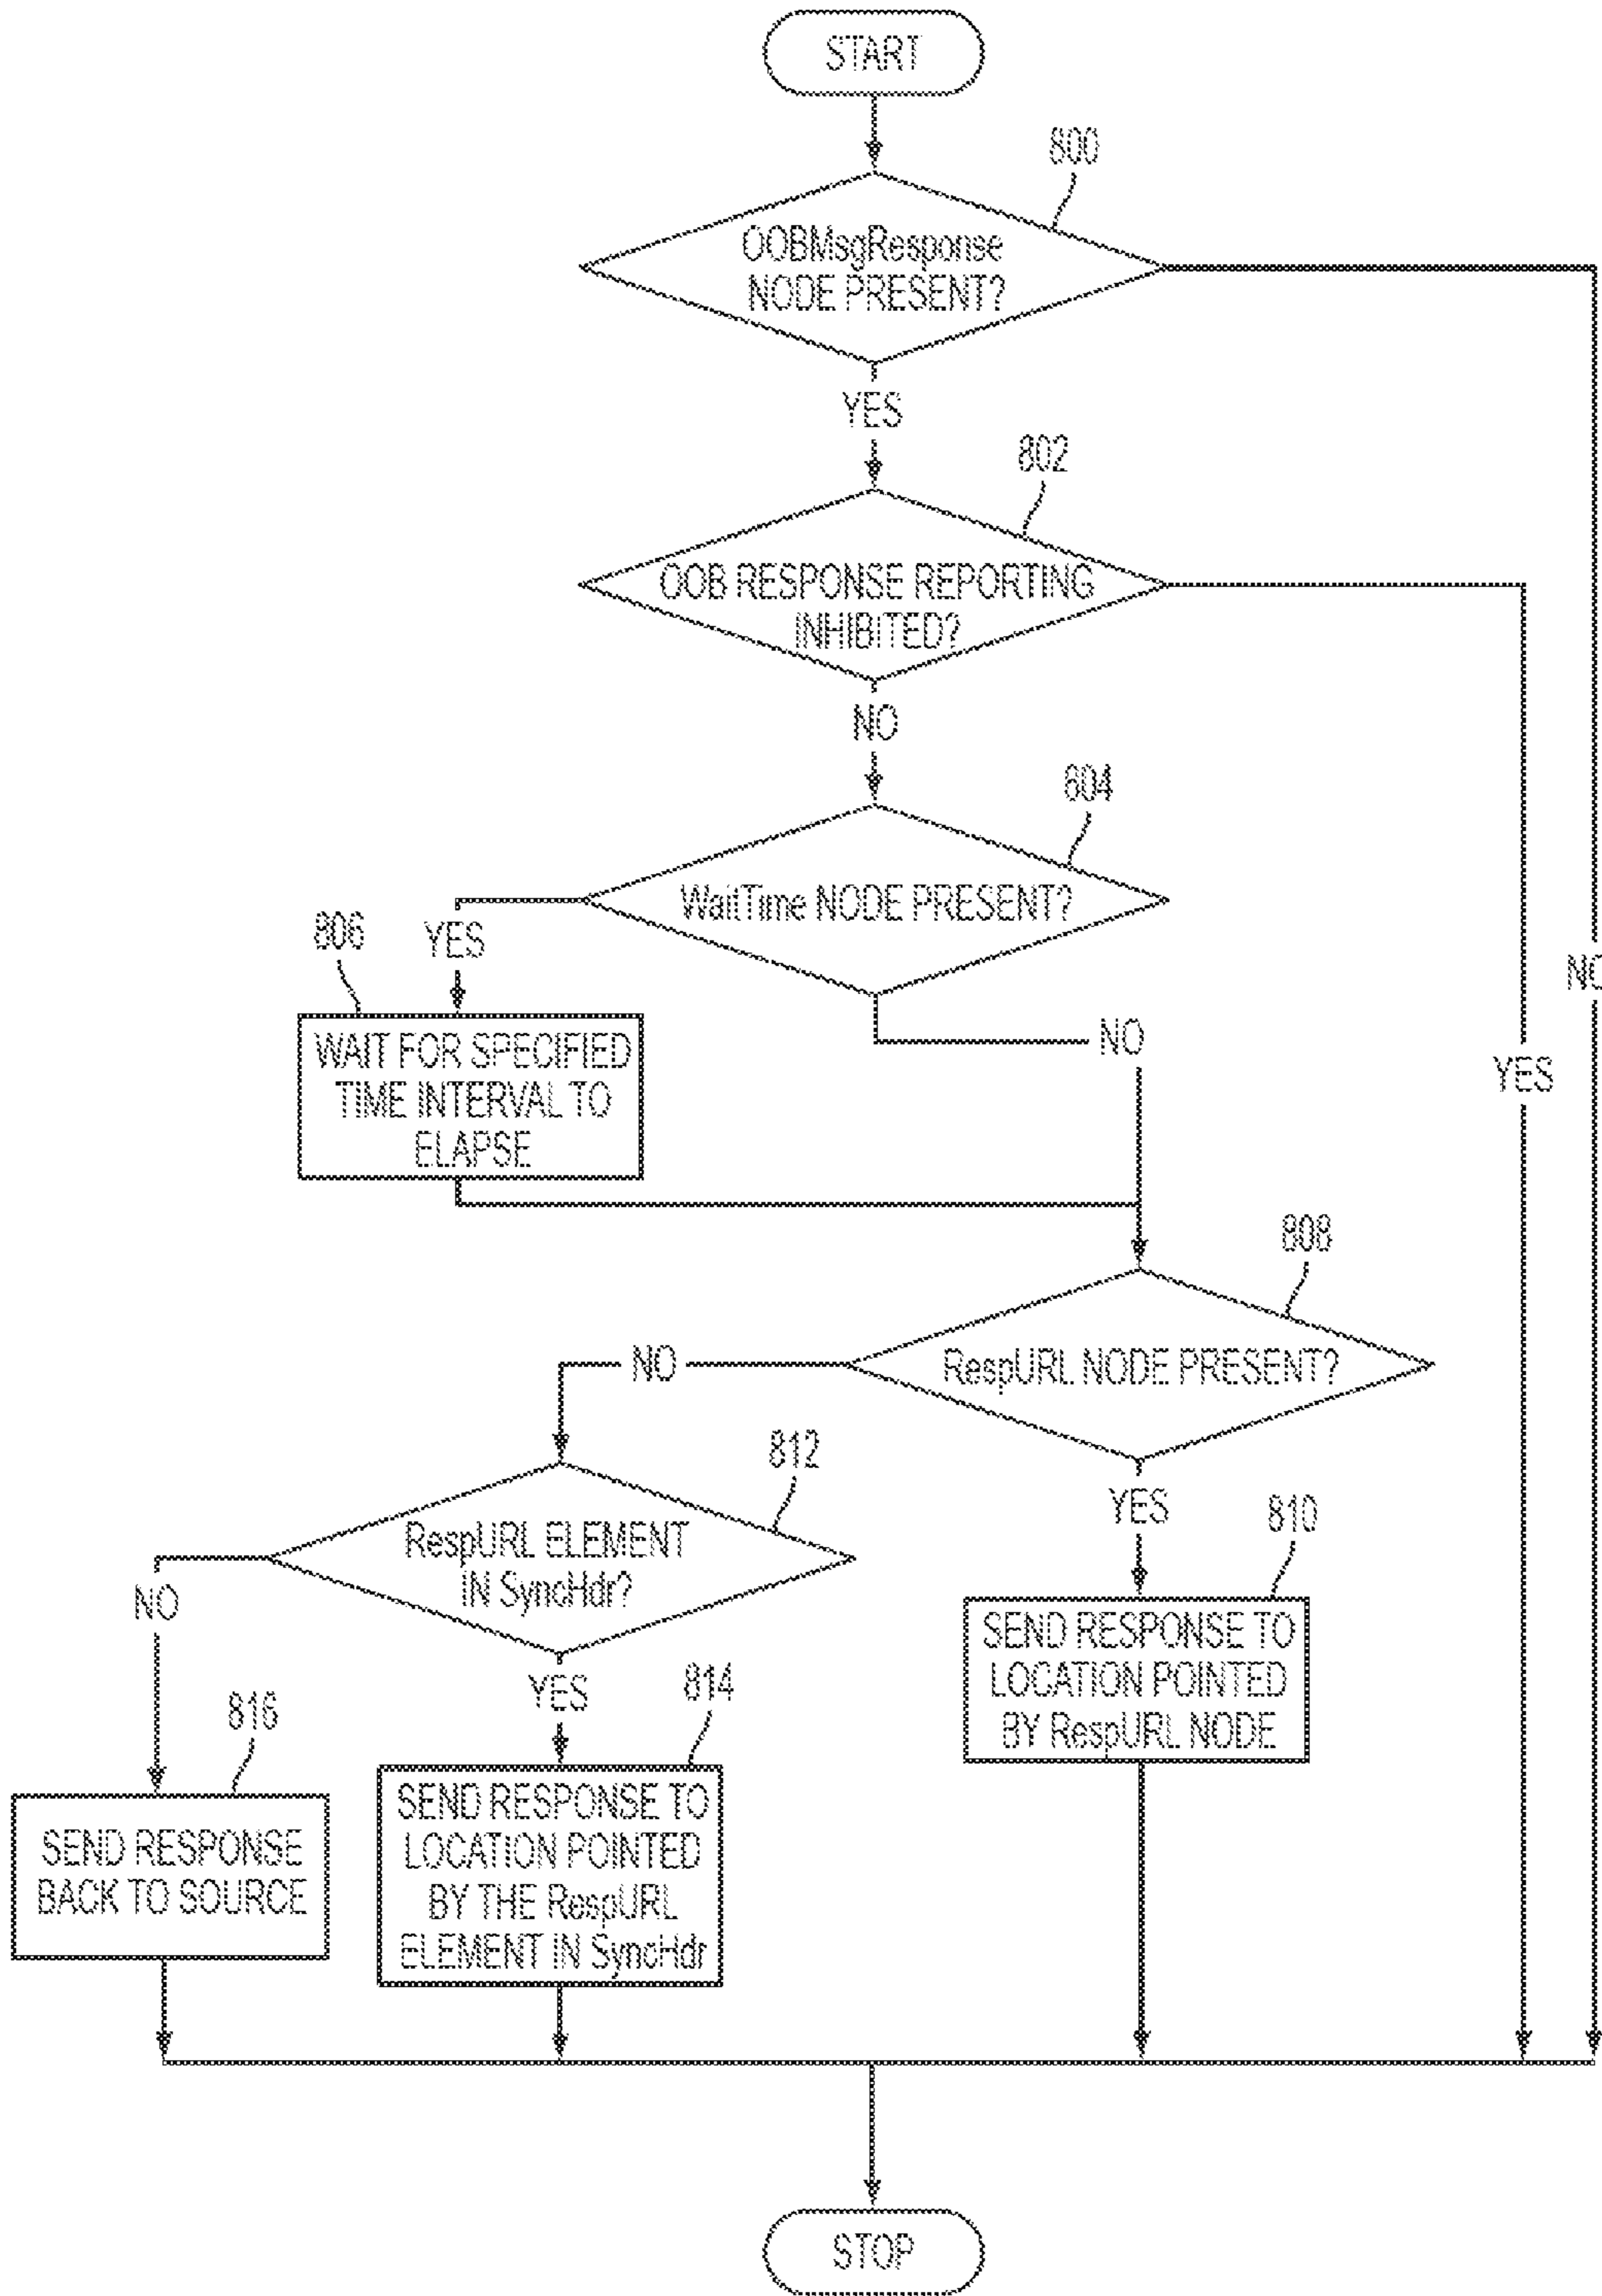 START
800
OOBMsgResponse
NODE PRESENT?
YES
802
OOB RESPONSE REPORTING
INHIBITED?
NO
804
WaitTime NODE PRESENT?
806
YES
NO
NO
YES
WAIT FOR SPECIFIED
TIME INTERVAL TO
ELAPSE
808
NO
RespURL NODE PRESENT?
812
YES
810
RespURL ELEMENT
IN SyncHdr?
NO
SEND RESPONSE TO
LOCATION POINTED
BY RespURL NODE
YES
814
816
SEND RESPONSE TO
LOCATION POINTED
BY THE RespURL
ELEMENT IN SyncHdr
SEND RESPONSE
BACK TO SOURCE
STOP